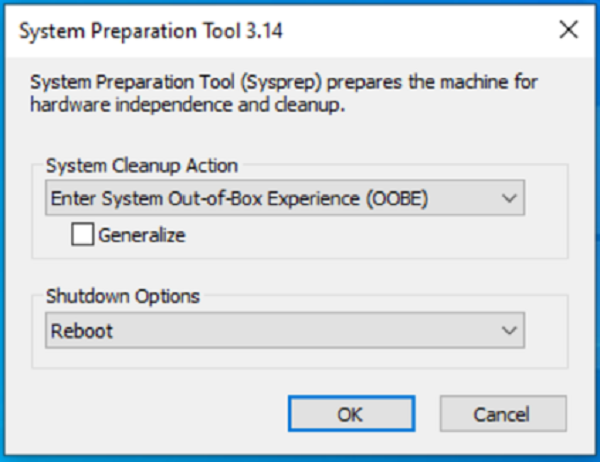 System Preparation Tool 3.14
System Preparation Tool (Sysprep) prepares the machine for
hardware independence and cleanup.
System Cleanup Action
Enter System Out-of-Box Experience (OOBE)
Generalize
Shutdown Options
Reboot
OK
Cancel